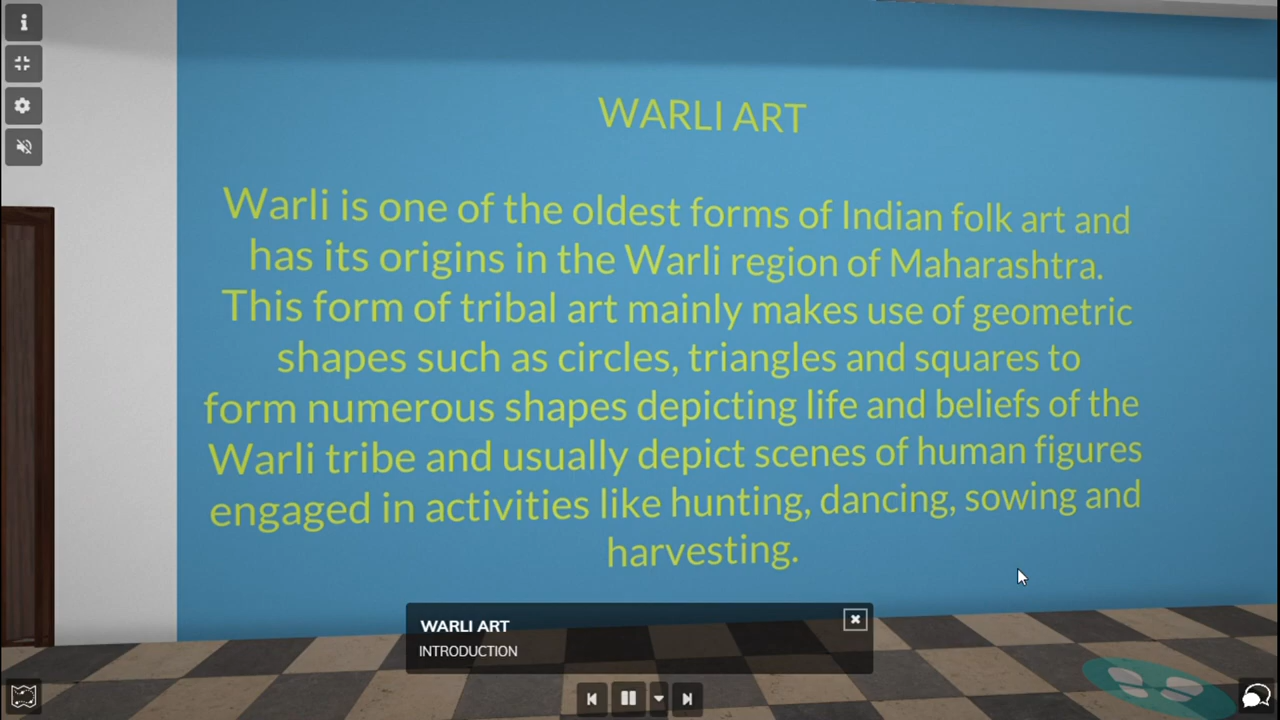 WARLI ART
Warli is one of the oldest forms of Indian folk art and
has its origins in the Warli region of Maharashtra.
This form of tribal art mainly makes use of geometric
shapes such as circles, triangles and squares to
form numerous shapes depicting life and beliefs of the
Warli tribe and usually depict scenes of human figures
engaged in activities like hunting, dancing, sowing and
harvesting.
WARLI ART
INTRODUCTION